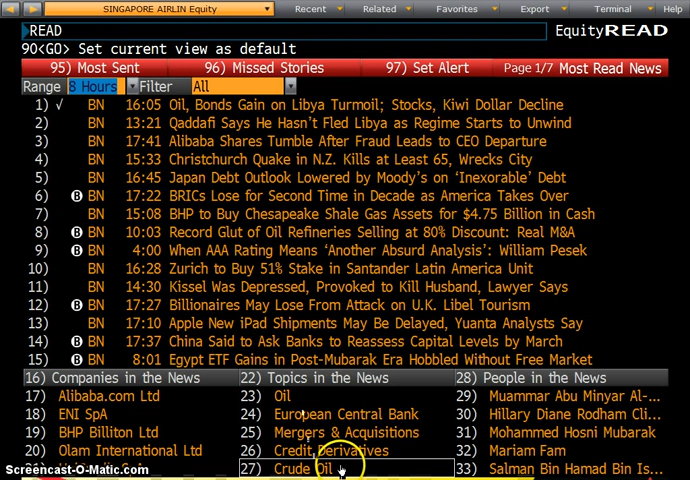 SINGAPORE AIRLIN Equity Recent Related Favorites Export Terminal Help
READ EquityREAD
90<GO> Set current view as default
95) Most Sent 96) Missed Stories 97) Set Alert Page 1/7 Most Read News
Range 8 Hours Filter All
1) √ BN 16:05 Oil, Bonds Gain on Libya Turmoil; Stocks, Kiwi Dollar Decline
2) BN 13:21 Qaddafi Says He Hasn't Fled Libya as Regime Starts to Unwind
3) BN 17:41 Alibaba Shares Tumble After Fraud Leads to CEO Departure
4) BN 15:33 Christchurch Quake in N.Z. Kills at Least 65, Wrecks City
5) BN 16:45 Japan Debt Outlook Lowered by Moody's on ‘Inexorable’ Debt
6) B BN 17:22 BRICs Lose for Second Time in Decade as America Takes Over
7) BN 15:08 BHP to Buy Chesapeake Shale Gas Assets for $4.75 Billion in Cash
8) B BN 10:03 Record Glut of Oil Refineries Selling at 80% Discount: Real M&A
9) B BN 4:00 When AAA Rating Means ‘Another Absurd Analysis’: William Pesek
10) BN 16:28 Zurich to Buy 51% Stake in Santander Latin America Unit
11) BN 14:30 Kissel Was Depressed, Provoked to Kill Husband, Lawyer Says
12) B BN 17:27 Billionaires May Lose From Attack on U.K. Libel Tourism
13) BN 17:10 Apple New iPad Shipments May Be Delayed, Yuanta Analysts Say
14) B BN 17:37 China Said to Ask Banks to Reassess Capital Levels by March
15) B BN 8:01 Egypt ETF Gains in Post-Mubarak Era Hobbled Without Free Market
16) Companies in the News 22) Topics in the News 28) People in the News
17) Alibaba.com Ltd 23) Oil 29) Muammar Abu Minyar Al-...
18) ENI SpA 24) European Central Bank 30) Hillary Diane Rodham Cli...
19) BHP Billiton Ltd 25) Mergers & Acquisitions 31) Mohammed Hosni Mubarak
20) Olam International Ltd 26) Credit Derivatives 32) Mariam Fam
27) Crude Oil 33) Salman Bin Hamad Bin Is...
Screencast-O-Matic.com